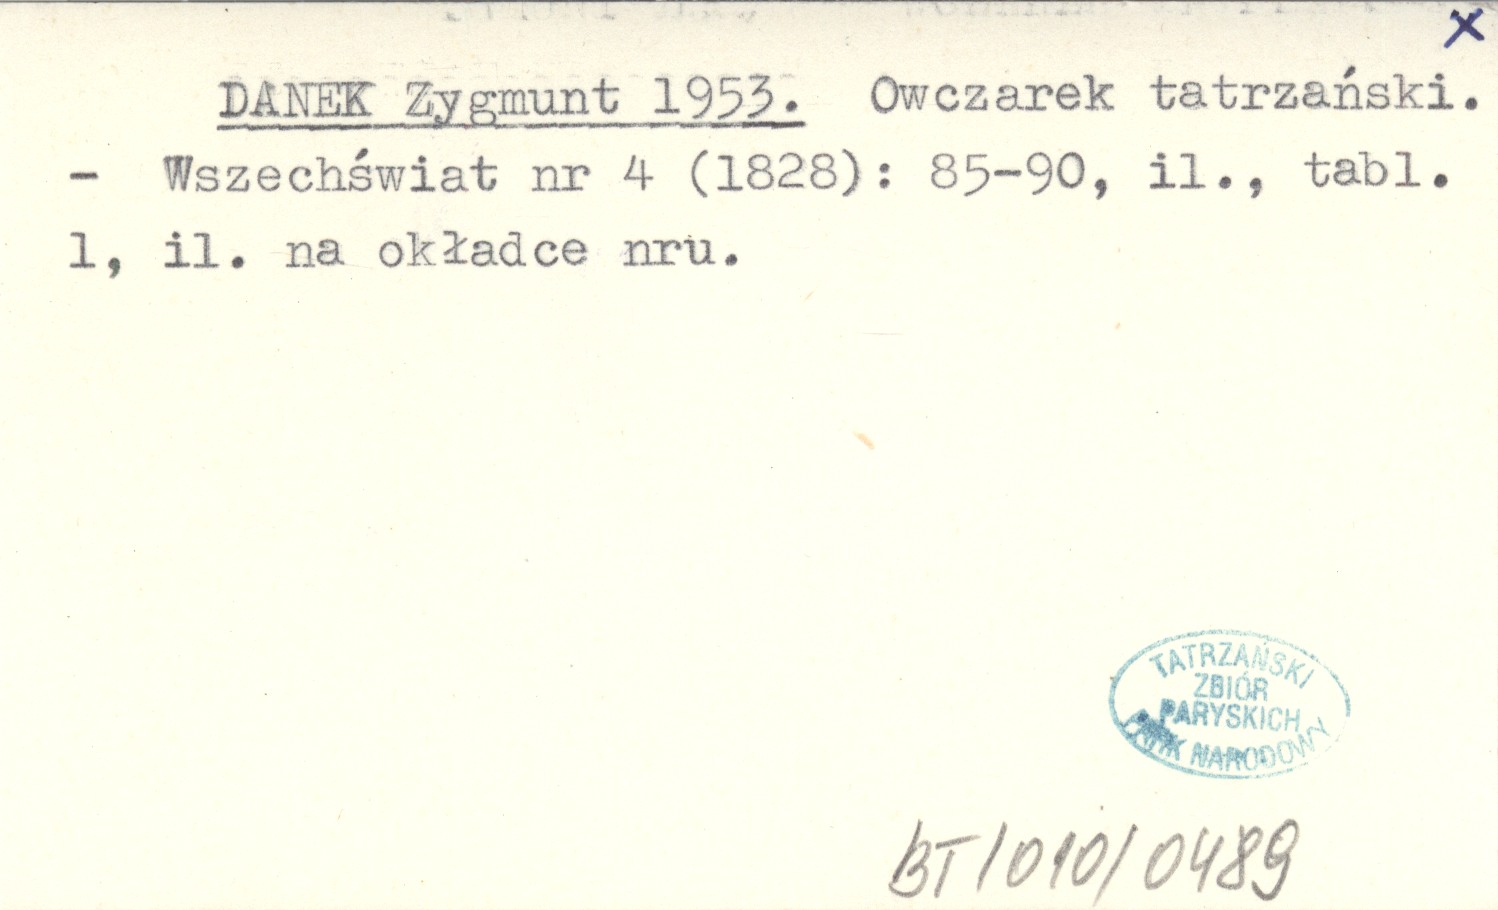 X
DANEK Zygmunt 1953. Owczarek tatrzański.
- Wszechświat nr 4 (1828): 85-90, il., tabl.
1, il. na okładce nru.
TATRZAŃSKI
ZBIÓR
PARYSKICH
PARK NARODOWY
BT/010/0489